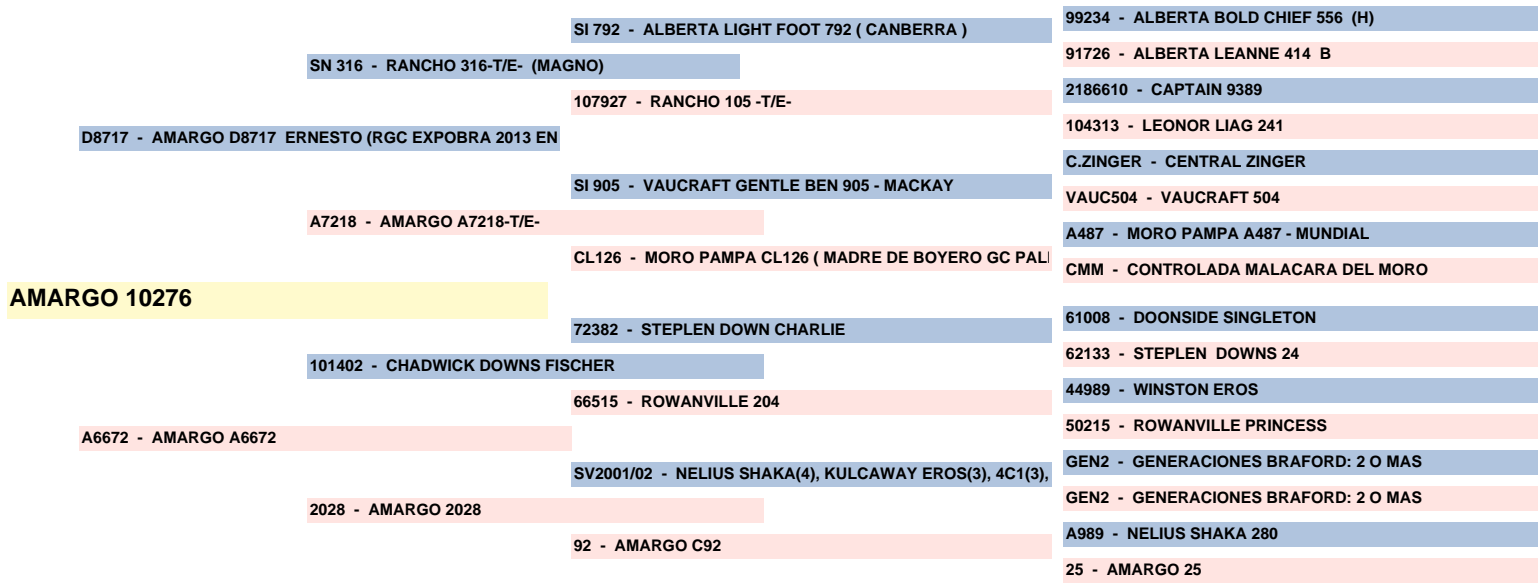 99234 - ALBERTA BOLD CHIEF 556 (H)
SI 792 - ALBERTA LIGHT FOOT 792 ( CANBERRA )
91726 - ALBERTA LEANNE 414 B
SN 316 - RANCHO 316-T/E- (MAGNO)
2186610 - CAPTAIN 9389
107927 - RANCHO 105 -T/E-
104313 - LEONOR LIAG 241
D8717 - AMARGO D8717 ERNESTO (RGC EXPOBRA 2013 EN
C.ZINGER - CENTRAL ZINGER
SI 905 - VAUCRAFT GENTLE BEN 905 - MACKAY
VAUC504 - VAUCRAFT 504
A7218 - AMARGO A7218-T/E-
A487 - MORO PAMPA A487 - MUNDIAL
CL126 - MORO PAMPA CL126 ( MADRE DE BOYERO GC PAL
CMM - CONTROLADA MALACARA DEL MORO
AMARGO 10276
61008 - DOONSIDE SINGLETON
72382 - STEPLEN DOWN CHARLIE
62133 - STEPLEN DOWNS 24
101402 - CHADWICK DOWNS FISCHER
44989 - WINSTON EROS
66515 - ROWANVILLE 204
50215 - ROWANVILLE PRINCESS
A6672 - AMARGO A6672
GEN2 - GENERACIONES BRAFORD: 2 O MAS
SV2001/02 - NELIUS SHAKA(4), KULCAWAY EROS(3), 4C1(3),
GEN2 - GENERACIONES BRAFORD: 2 O MAS
2028 - AMARGO 2028
A989 - NELIUS SHAKA 280
92 - AMARGO C92
25 - AMARGO 25